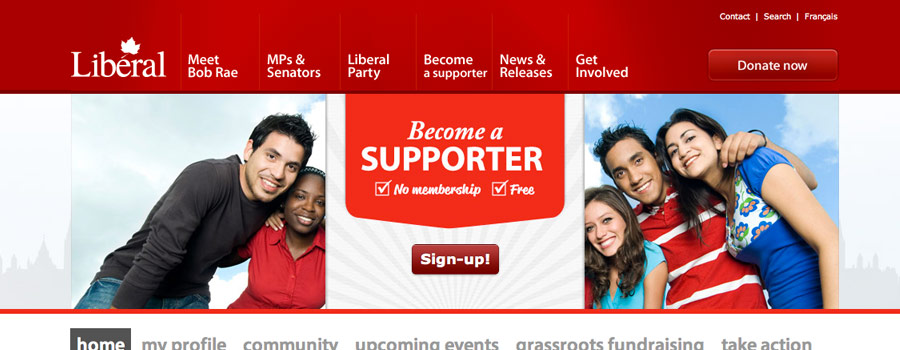 Contact | Search | Français
Libéral
Meet
Bob Rae
MPs &
Senators
Liberal
Party
Become
a supporter
News &
Releases
Get
Involved
Donate now
Become a
SUPPORTER
No membership
Free
Sign-up!
home my profile community upcoming events grassroots fundraising take action